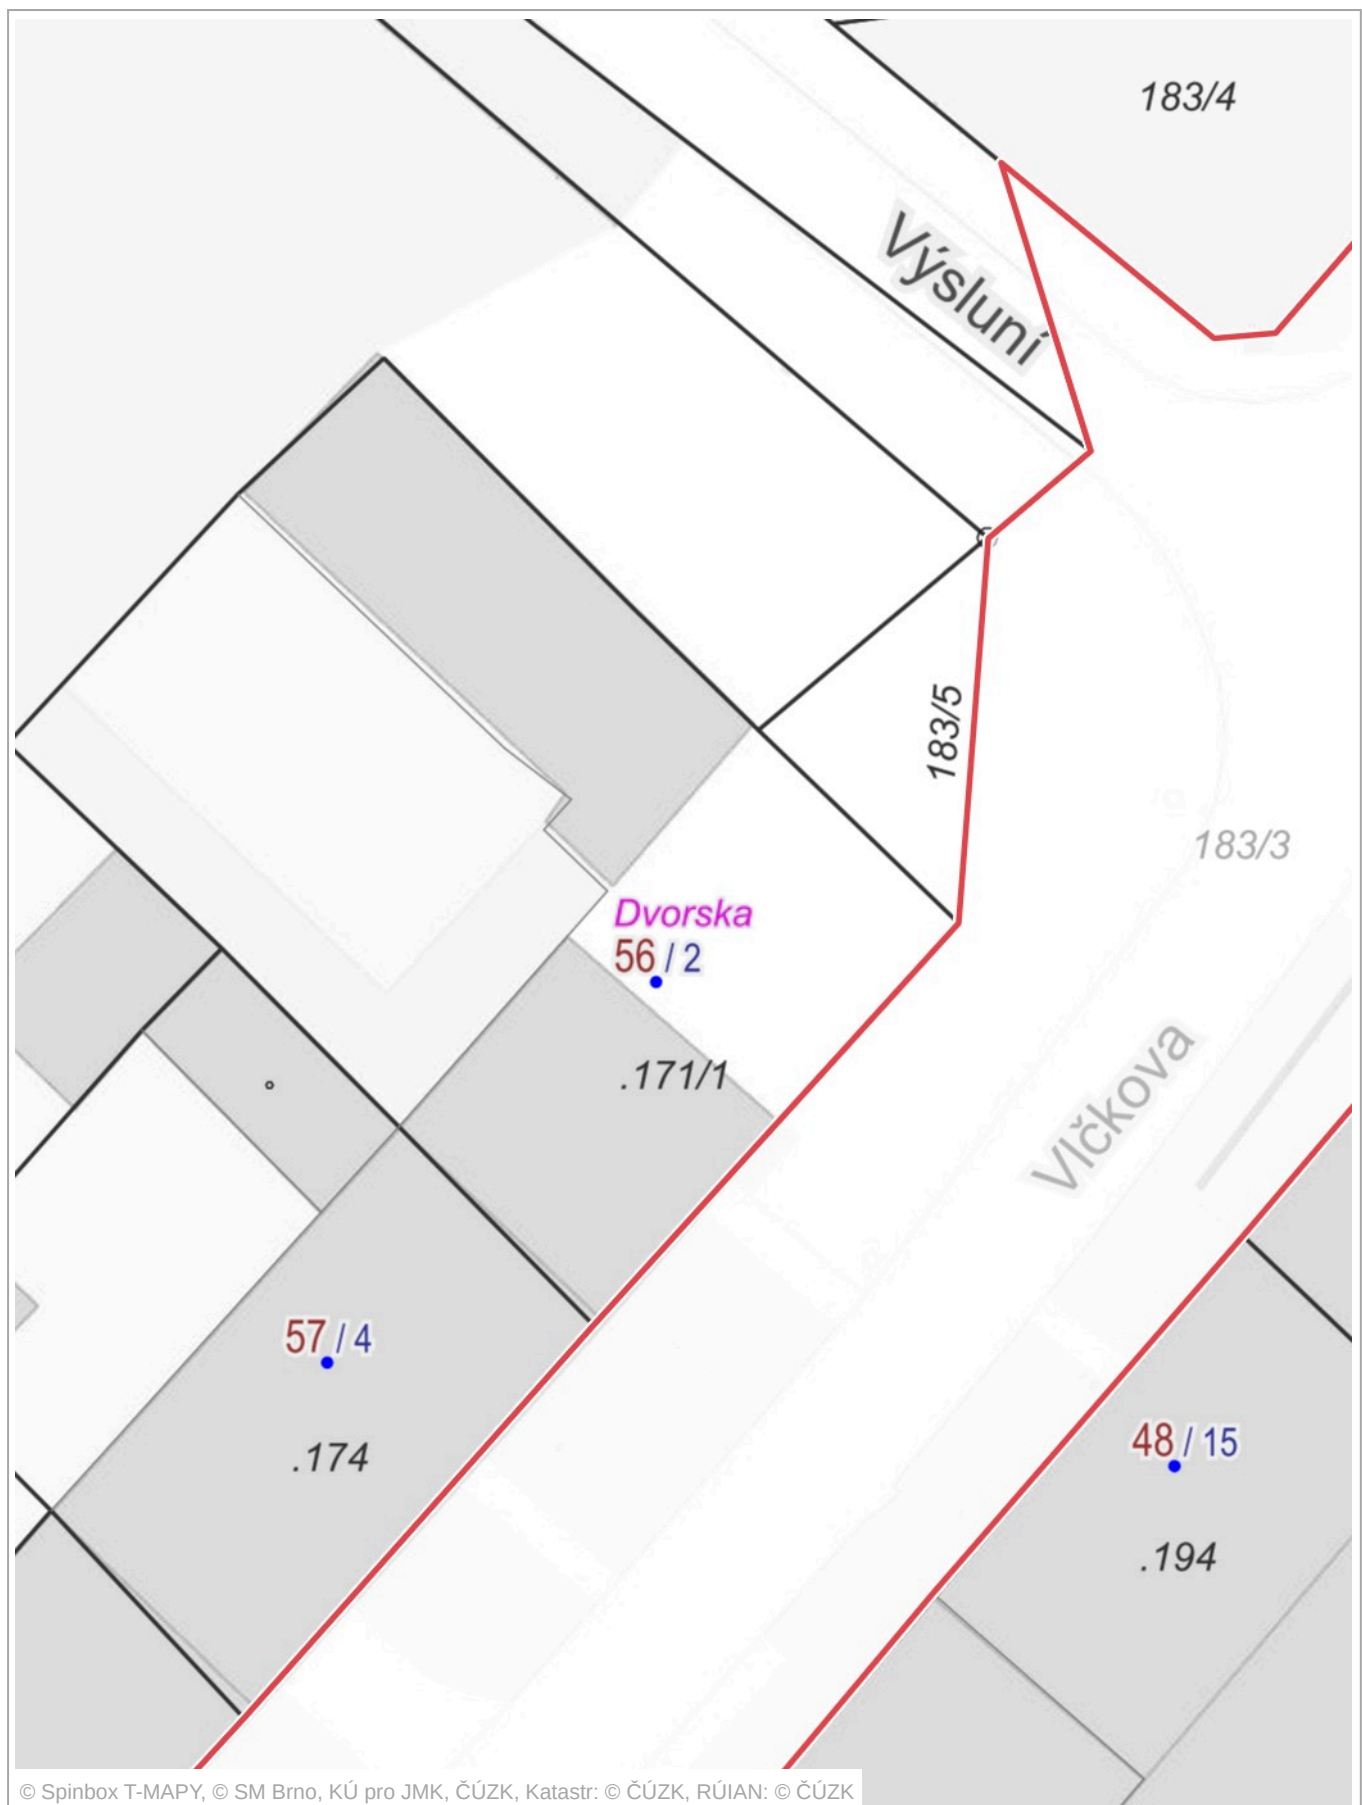 183/4
Výsluní
183/5
183/3
Dvorska
56 / 2
.171/1
Vlčkova
57 / 4
.174
48 / 15
.194
© Spinbox T-MAPY, © SM Brno, KÚ pro JMK, ČÚZK, Katastr: © ČÚZK, RÚIAN: © ČÚZK